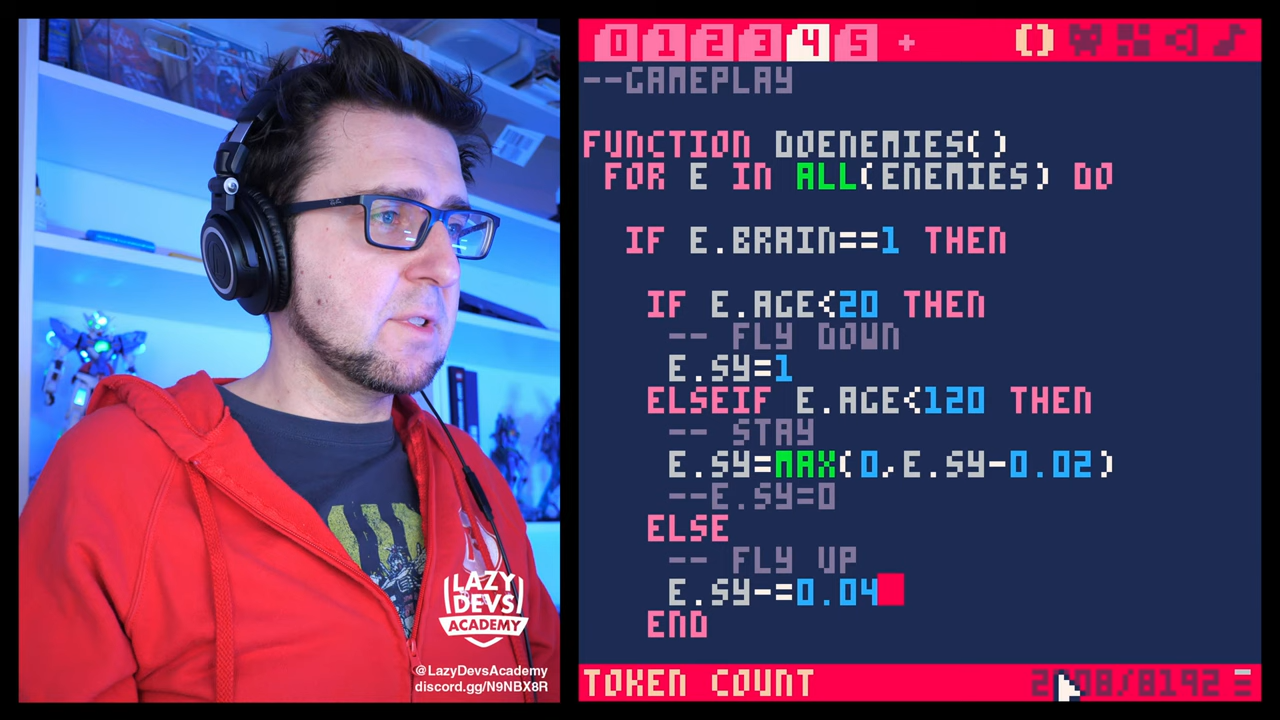 0 1 2 3 4 5 + ()
--GAMEPLAY
FUNCTION DOENEMIES()
FOR E IN ALL(ENEMIES) DO
IF E.BRAIN==1 THEN
IF E.AGE<20 THEN
-- FLY DOWN
E.SY=1
ELSEIF E.AGE<120 THEN
-- STAY
E.SY=MAX(0,E.SY-0.02)
--E.SY=0
ELSE
-- FLY UP
E.SY-=0.04
END
TOKEN COUNT
LAZY
DEVS
ACADEMY
@LazyDevsAcademy
discord.gg/N9NBX8R